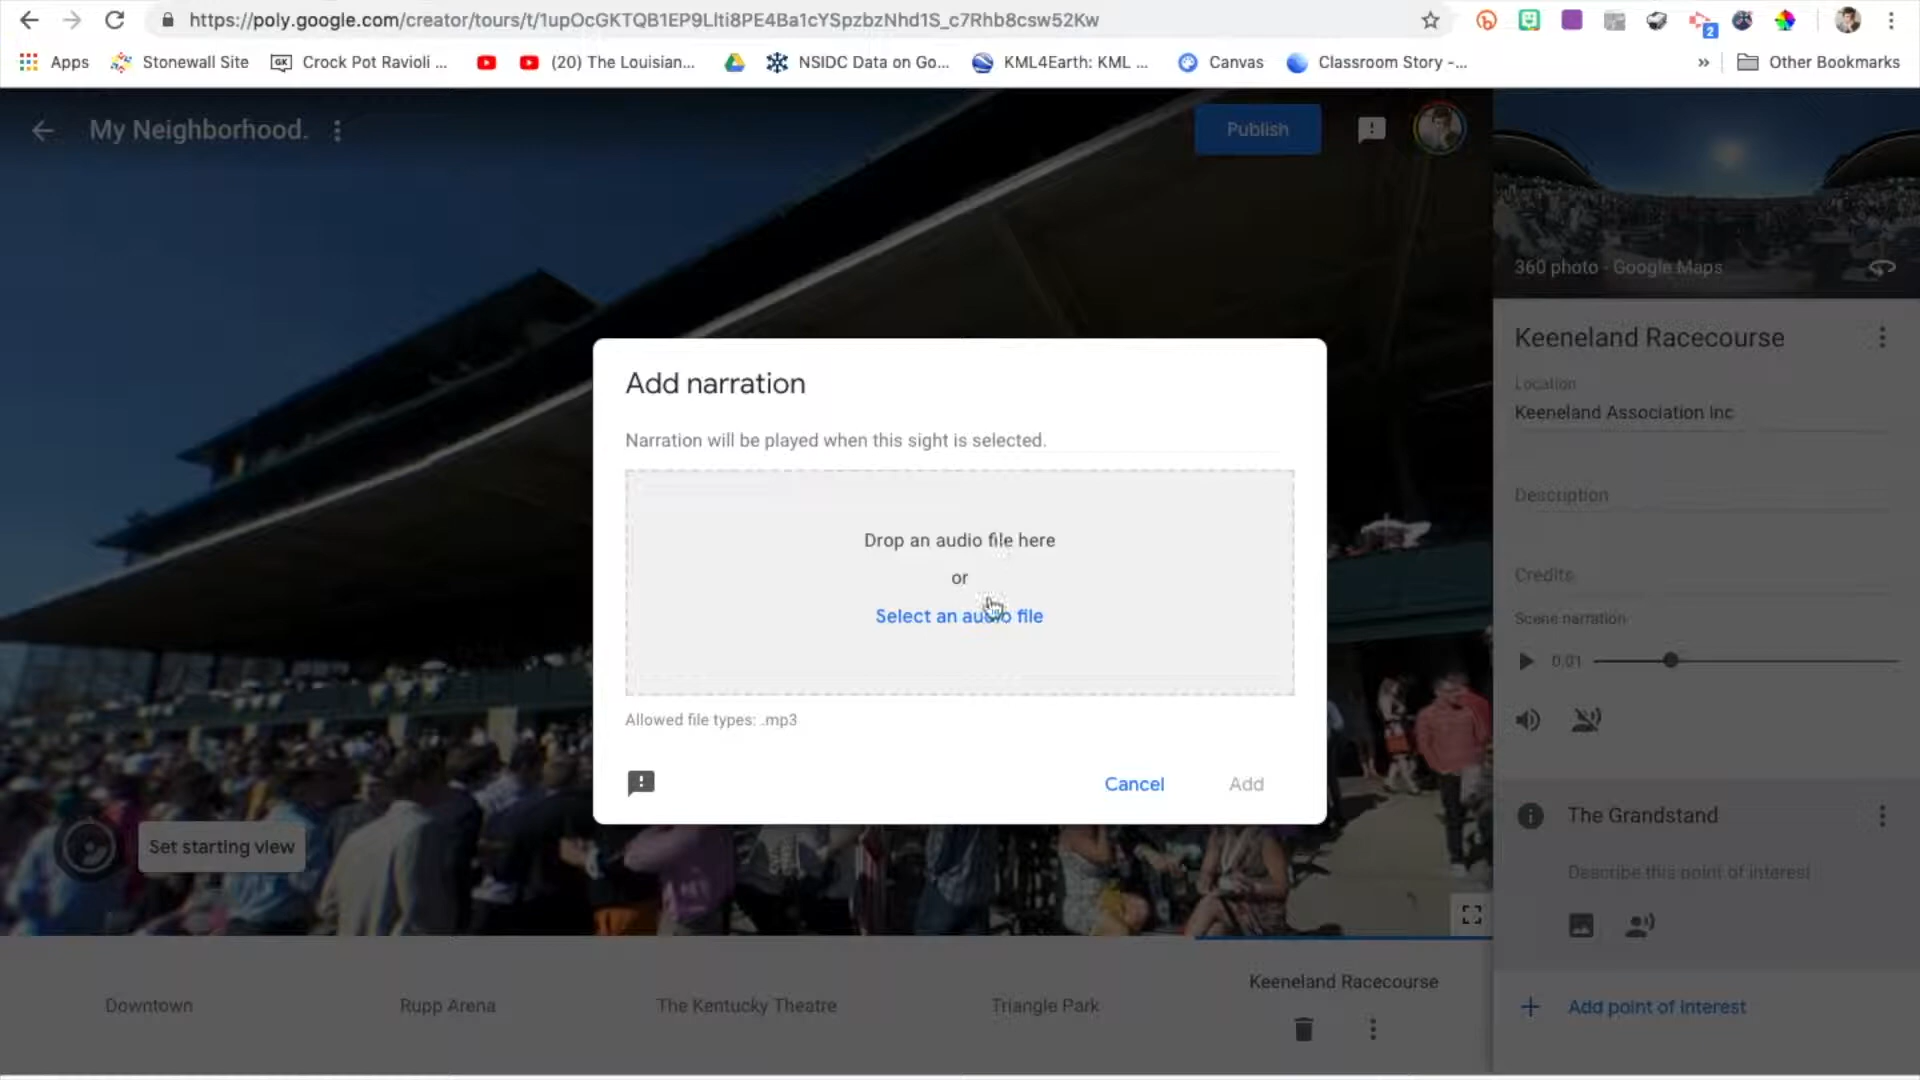 https://poly.google.com/creator/tours/t/1upOcGKTQB1EP9LIti8PE4Ba1cYSpzbzNhd1S_c7Rhb8csw52Kw
2
Apps
Stonewall Site
GK
Crock Pot Ravioli ...
(20) The Louisian...
NSIDC Data on Go...
KML4Earth: KML ...
Canvas
Classroom Story -...
»
Other Bookmarks
My Neighborhood.
Publish
360 photo - Google Maps
Keeneland Racecourse
Location
Keeneland Association Inc
Description
Credits
Scene narration
0:01
The Grandstand
Describe this point of interest
Add point of interest
Add narration
Narration will be played when this sight is selected.
Drop an audio file here
or
Select an audio file
Allowed file types: .mp3
Cancel
Add
Set starting view
Downtown
Rupp Arena
The Kentucky Theatre
Triangle Park
Keeneland Racecourse